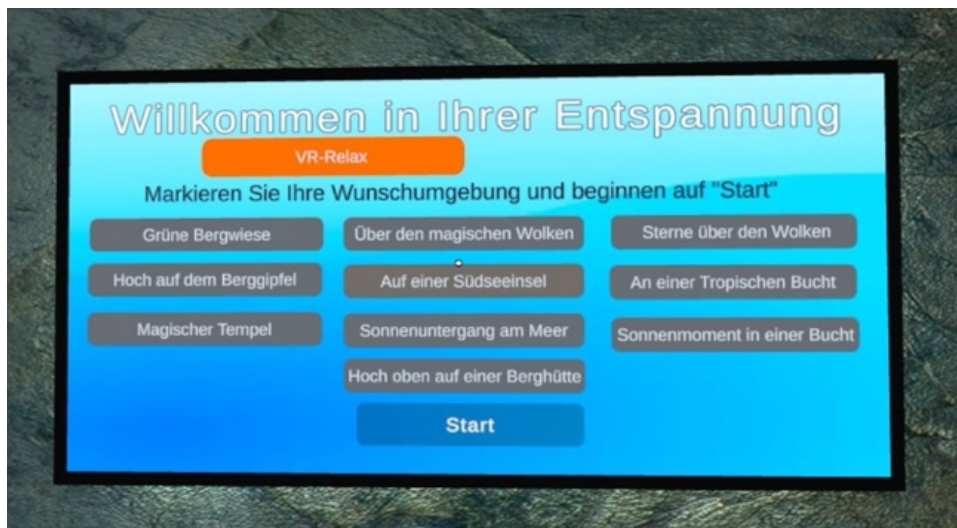 Willkommen in Ihrer Entspannung
VR-Relax
Markieren Sie Ihre Wunschumgebung und beginnen auf "Start"
Grüne Bergwiese
Über den magischen Wolken
Sterne über den Wolken
Hoch auf dem Berggipfel
Auf einer Südseeinsel
An einer Tropischen Bucht
Magischer Tempel
Sonnenuntergang am Meer
Sonnenmoment in einer Bucht
Hoch oben auf einer Berghütte
Start